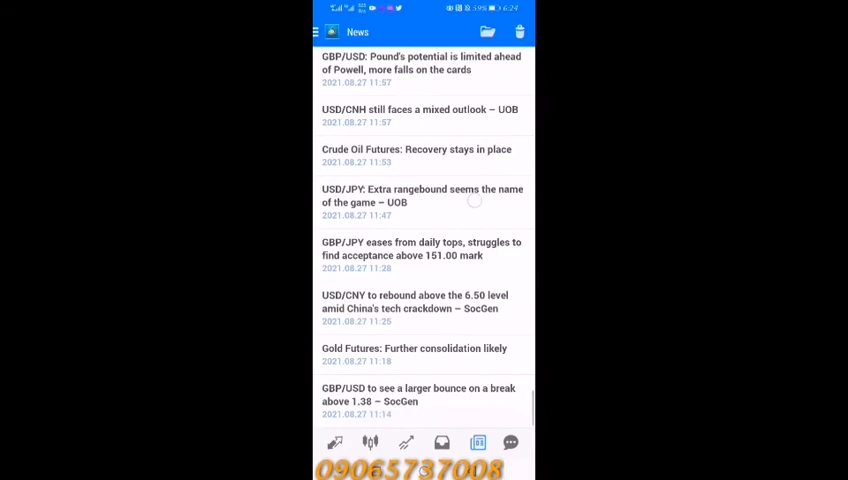 59% 6:24
News
GBP/USD: Pound's potential is limited ahead
of Powell, more falls on the cards
2021.08.27 11:57
USD/CNH still faces a mixed outlook – UOB
2021.08.27 11:57
Crude Oil Futures: Recovery stays in place
2021.08.27 11:53
USD/JPY: Extra rangebound seems the name
of the game – UOB
2021.08.27 11:47
GBP/JPY eases from daily tops, struggles to
find acceptance above 151.00 mark
2021.08.27 11:28
USD/CNY to rebound above the 6.50 level
amid China's tech crackdown – SocGen
2021.08.27 11:25
Gold Futures: Further consolidation likely
2021.08.27 11:18
GBP/USD to see a larger bounce on a break
above 1.38 – SocGen
2021.08.27 11:14
09065737008